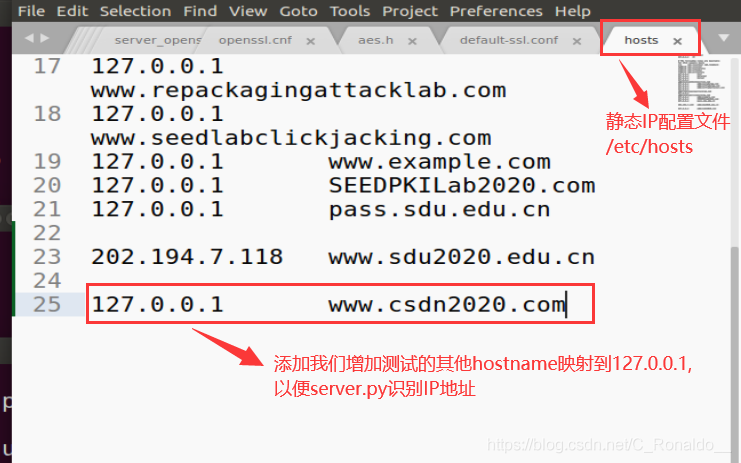 File Edit Selection Find View Goto Tools Project Preferences Help
server_opens openssl.cnf × aes.h × default-ssl.conf × hosts ×
17 127.0.0.1
www.repackagingattacklab.com
18 127.0.0.1
www.seedlabclickjacking.com
19 127.0.0.1 www.example.com
20 127.0.0.1 SEEDPKILab2020.com
21 127.0.0.1 pass.sdu.edu.cn
22
23 202.194.7.118 www.sdu2020.edu.cn
24
25 127.0.0.1 www.csdn2020.com
静态IP配置文件
/etc/hosts
添加我们增加测试的其他hostname映射到127.0.0.1,
以便server.py识别IP地址
https://blog.csdn.net/C_Ronaldo__